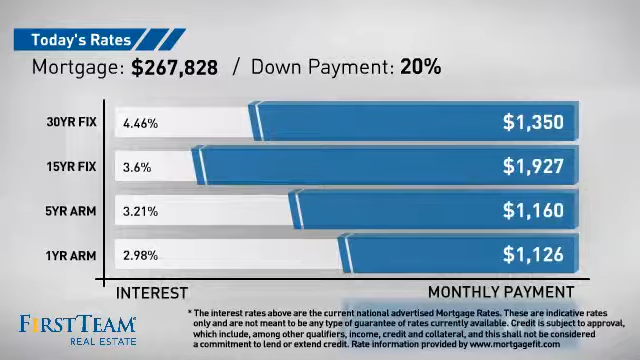 Today's Rates
Mortgage: $267,828 / Down Payment: 20%
30YR FIX 4.46% $1,350
15YR FIX 3.6% $1,927
5YR ARM 3.21% $1,160
1YR ARM 2.98% $1,126
INTEREST MONTHLY PAYMENT
FIRSTTEAM®
REAL ESTATE
* The interest rates above are the current national advertised Mortgage Rates. These are indicative rates
only and are not meant to be any type of guarantee of rates currently available. Credit is subject to approval,
which include, among other qualifiers, income, credit and collateral, and this shall not be considered
a commitment to lend or extend credit. Rate information provided by www.mortgagefit.com